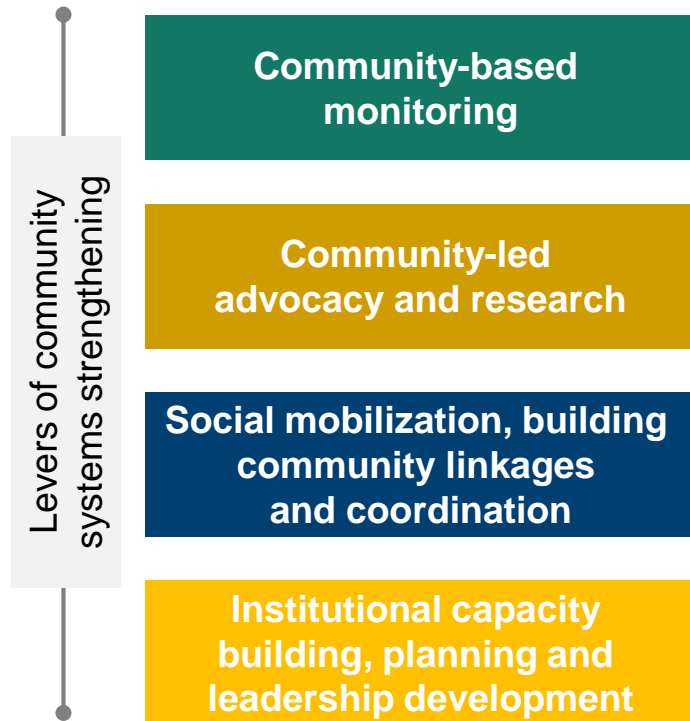 Levers of community
systems strengthening
Community-based
monitoring
Community-led
advocacy and research
Social mobilization, building
community linkages
and coordination
Institutional capacity
building, planning and
leadership development